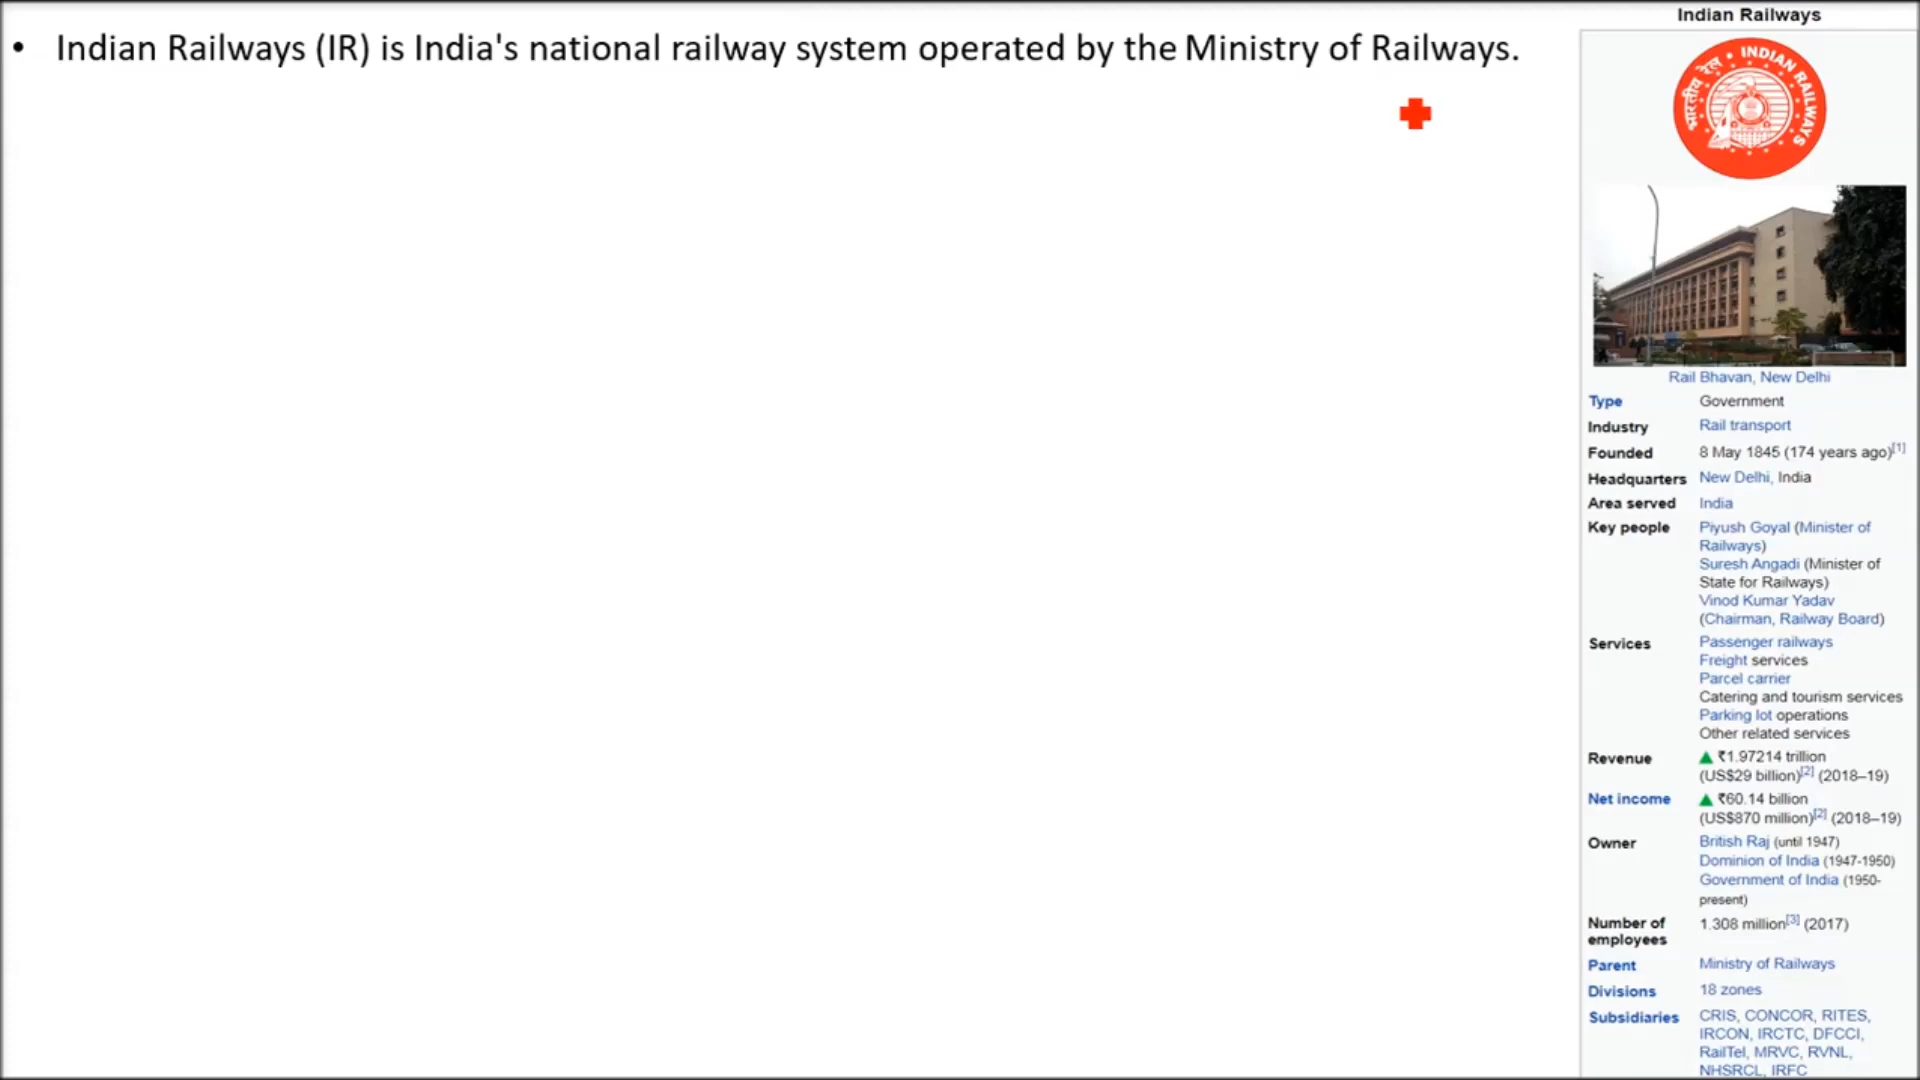 • Indian Railways (IR) is India's national railway system operated by the Ministry of Railways.
Indian Railways
भारतीय रेल • INDIAN RAILWAYS
Rail Bhavan, New Delhi
Type Government
Industry Rail transport
Founded 8 May 1845 (174 years ago)[1]
Headquarters New Delhi, India
Area served India
Key people Piyush Goyal (Minister of
Railways)
Suresh Angadi (Minister of
State for Railways)
Vinod Kumar Yadav
(Chairman, Railway Board)
Services Passenger railways
Freight services
Parcel carrier
Catering and tourism services
Parking lot operations
Other related services
Revenue ▲ ₹1.97214 trillion
(US$29 billion)[2] (2018–19)
Net income ▲ ₹60.14 billion
(US$870 million)[2] (2018–19)
Owner British Raj (until 1947)
Dominion of India (1947-1950)
Government of India (1950-
present)
Number of employees 1.308 million[3] (2017)
Parent Ministry of Railways
Divisions 18 zones
Subsidiaries CRIS, CONCOR, RITES,
IRCON, IRCTC, DFCCI,
RailTel, MRVC, RVNL,
NHSRCL, IRFC